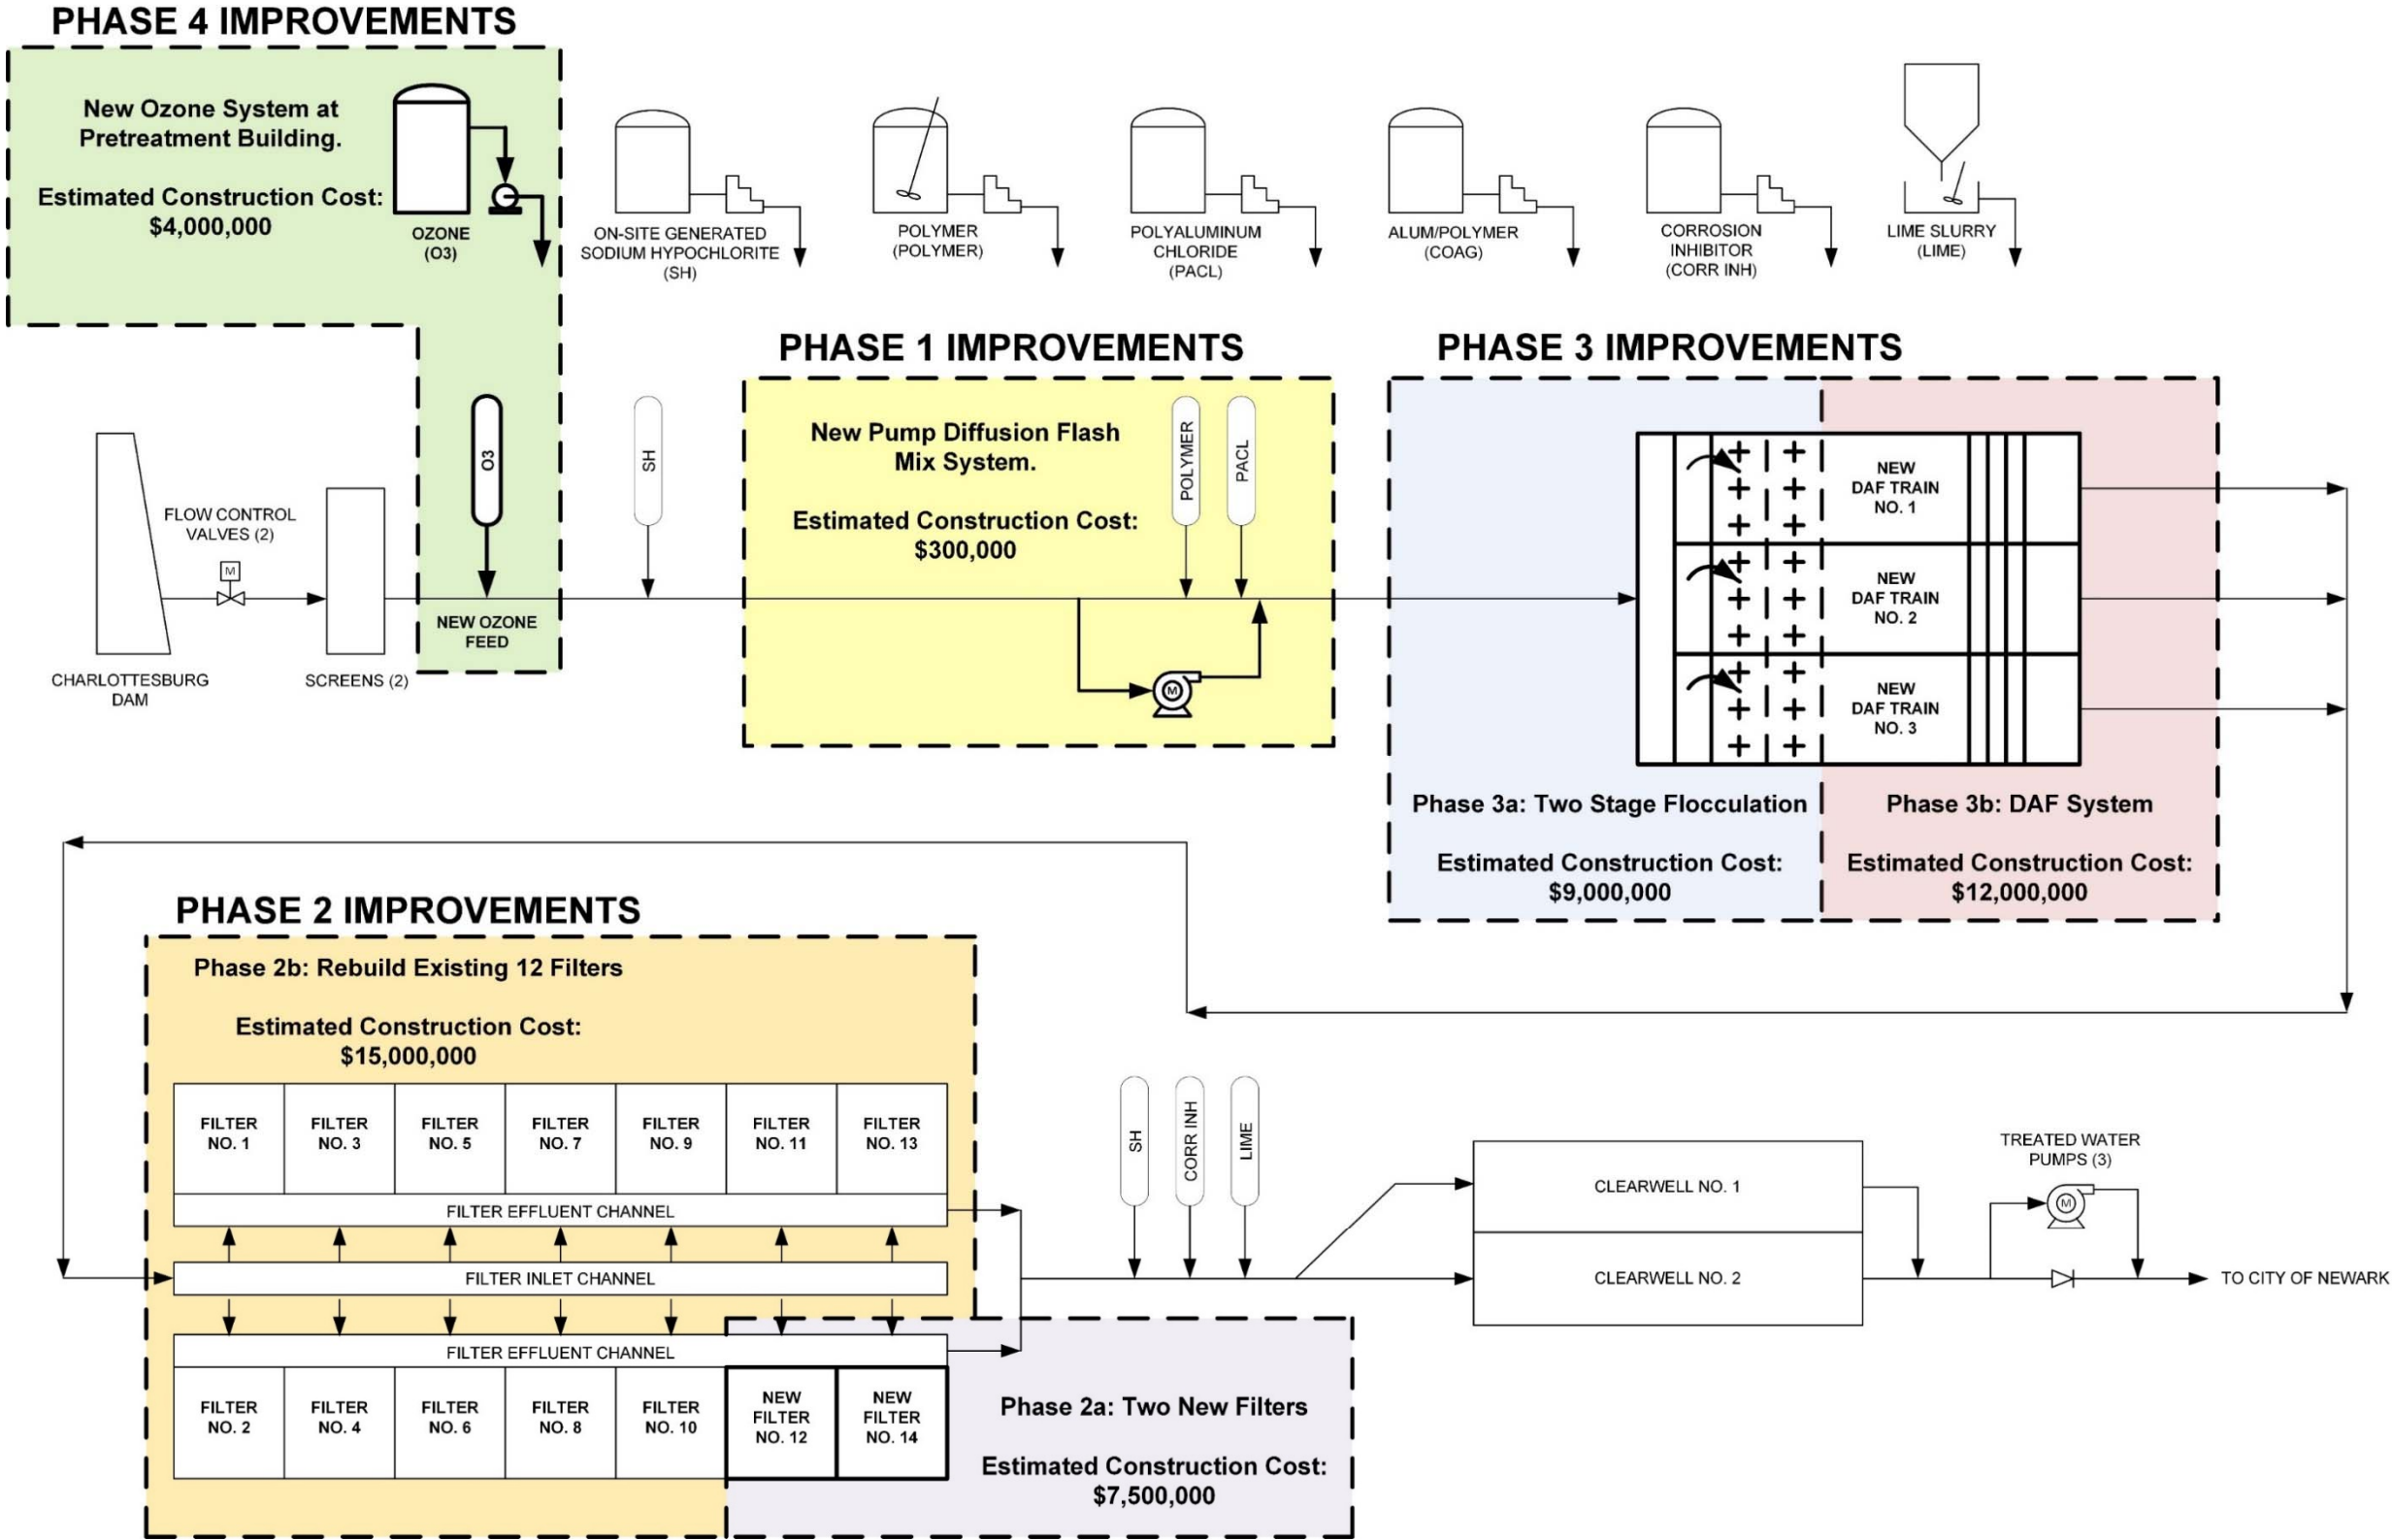 PHASE 4 IMPROVEMENTS
New Ozone System at
Pretreatment Building.
Estimated Construction Cost:
$4,000,000
OZONE
(O3)
ON-SITE GENERATED
SODIUM HYPOCHLORITE
(SH)
POLYMER
(POLYMER)
POLYALUMINUM
CHLORIDE
(PACL)
ALUM/POLYMER
(COAG)
CORROSION
INHIBITOR
(CORR INH)
LIME SLURRY
(LIME)
CHARLOTTESBURG
DAM
FLOW CONTROL
VALVES (2)
M
SCREENS (2)
O3
NEW OZONE
FEED
SH
PHASE 1 IMPROVEMENTS
New Pump Diffusion Flash
Mix System.
Estimated Construction Cost:
$300,000
POLYMER
PACL
M
PHASE 3 IMPROVEMENTS
NEW
DAF TRAIN
NO. 1
NEW
DAF TRAIN
NO. 2
NEW
DAF TRAIN
NO. 3
Phase 3a: Two Stage Flocculation
Estimated Construction Cost:
$9,000,000
Phase 3b: DAF System
Estimated Construction Cost:
$12,000,000
PHASE 2 IMPROVEMENTS
Phase 2b: Rebuild Existing 12 Filters
Estimated Construction Cost:
$15,000,000
FILTER
NO. 1
FILTER
NO. 3
FILTER
NO. 5
FILTER
NO. 7
FILTER
NO. 9
FILTER
NO. 11
FILTER
NO. 13
FILTER EFFLUENT CHANNEL
FILTER INLET CHANNEL
FILTER EFFLUENT CHANNEL
FILTER
NO. 2
FILTER
NO. 4
FILTER
NO. 6
FILTER
NO. 8
FILTER
NO. 10
NEW
FILTER
NO. 12
NEW
FILTER
NO. 14
Phase 2a: Two New Filters
Estimated Construction Cost:
$7,500,000
SH
CORR INH
LIME
CLEARWELL NO. 1
CLEARWELL NO. 2
TREATED WATER
PUMPS (3)
M
TO CITY OF NEWARK